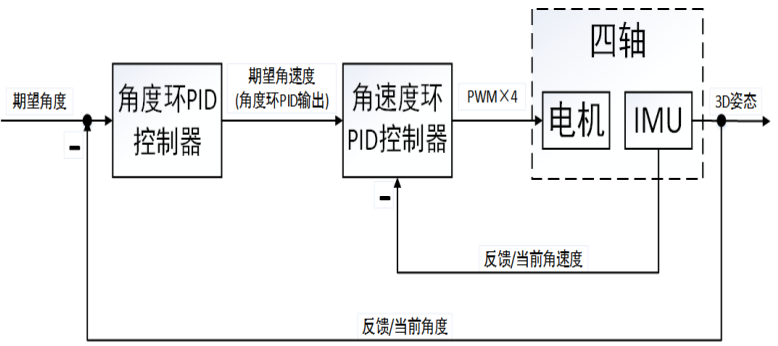 四轴
期望角度
角度环PID
控制器
期望角速度
(角度环PID输出)
角速度环
PID控制器
PWM×4
电机
IMU
3D姿态
-
-
反馈/当前角速度
反馈/当前角度